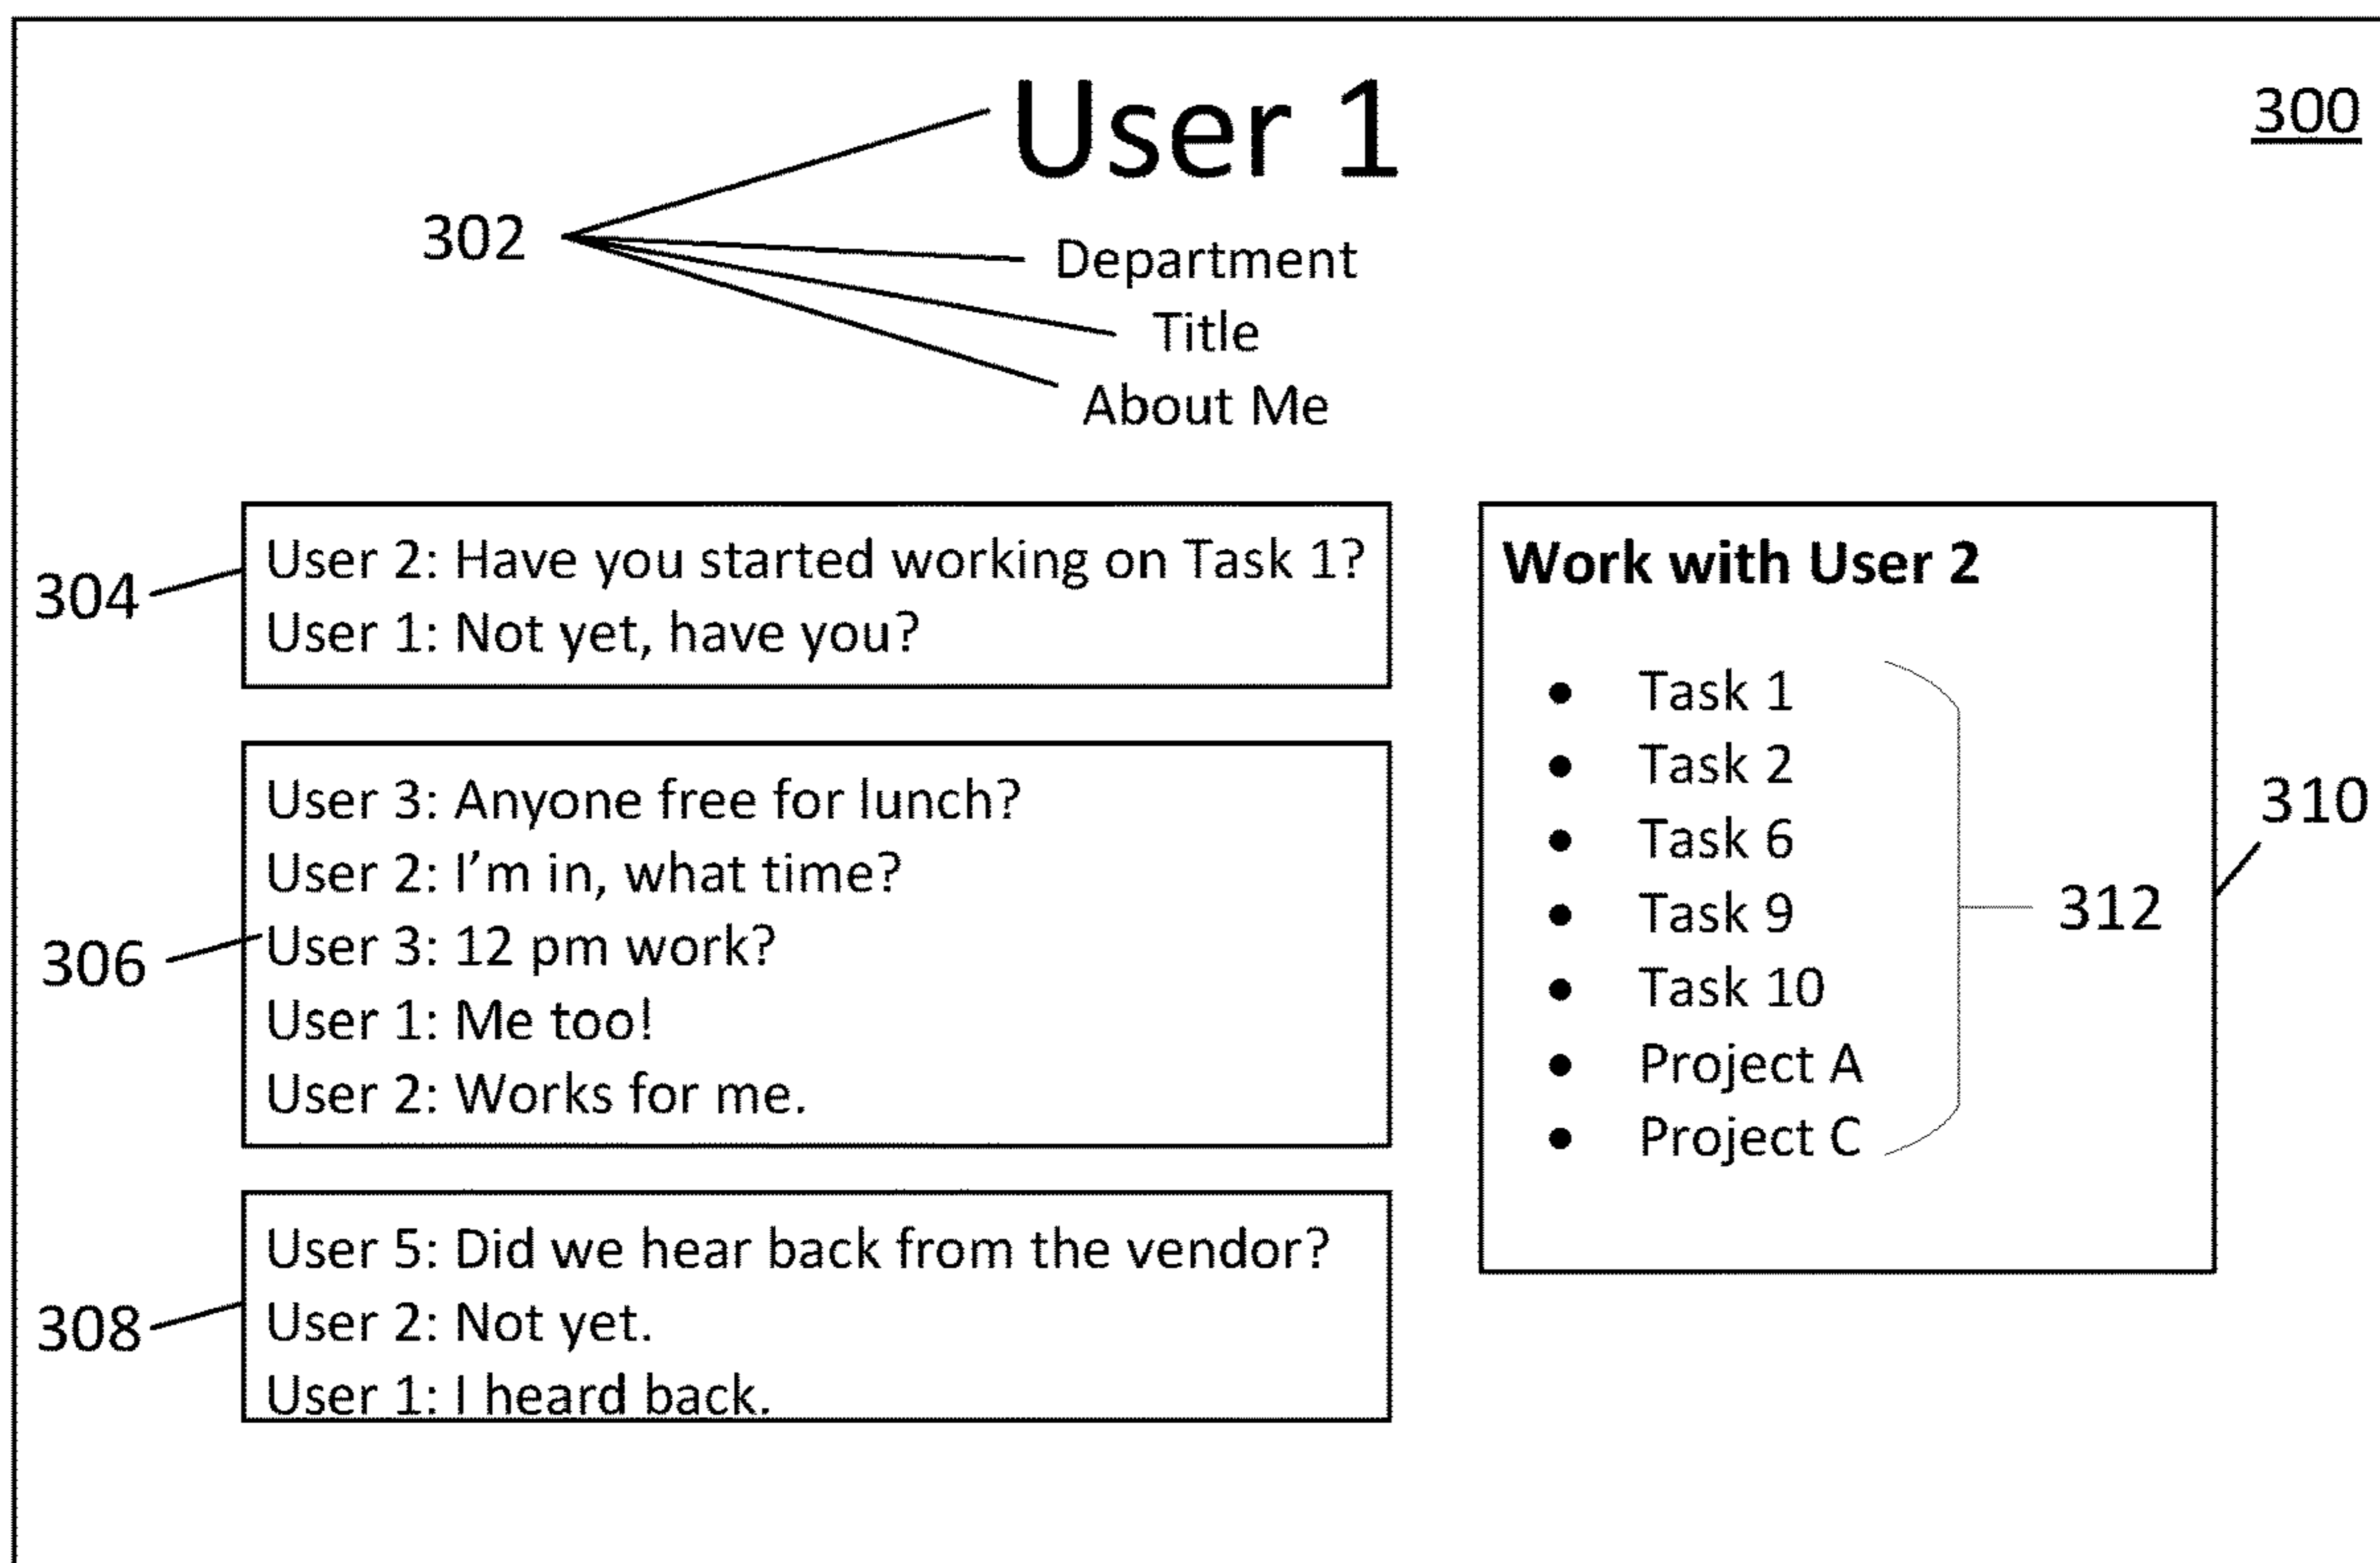 User 1
300
302
Department
Title
About Me
304
User 2: Have you started working on Task 1?
User 1: Not yet, have you?
306
User 3: Anyone free for lunch?
User 2: I'm in, what time?
User 3: 12 pm work?
User 1: Me too!
User 2: Works for me.
308
User 5: Did we hear back from the vendor?
User 2: Not yet.
User 1: I heard back.
Work with User 2
• Task 1
• Task 2
• Task 6
• Task 9
• Task 10
• Project A
• Project C
312
310